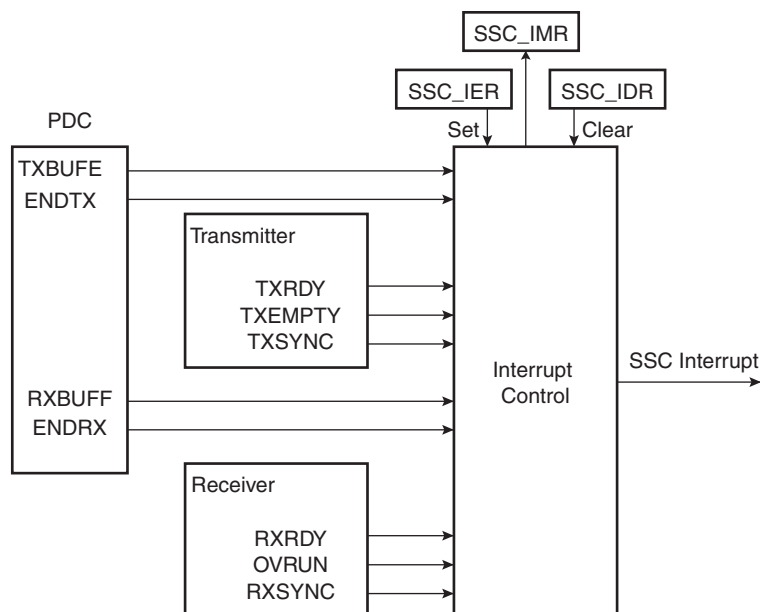 SSC_IMR
SSC_IER
SSC_IDR
Set
Clear
PDC
TXBUFE
ENDTX
Transmitter
TXRDY
TXEMPTY
TXSYNC
RXBUFF
ENDRX
Receiver
RXRDY
OVRUN
RXSYNC
Interrupt
Control
SSC Interrupt